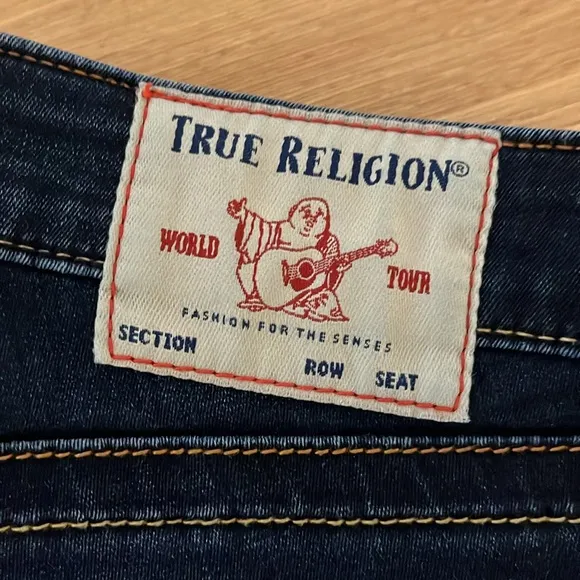 TRUE RELIGION®
WORLD TOUR
FASHION FOR THE SENSES
SECTION ROW SEAT